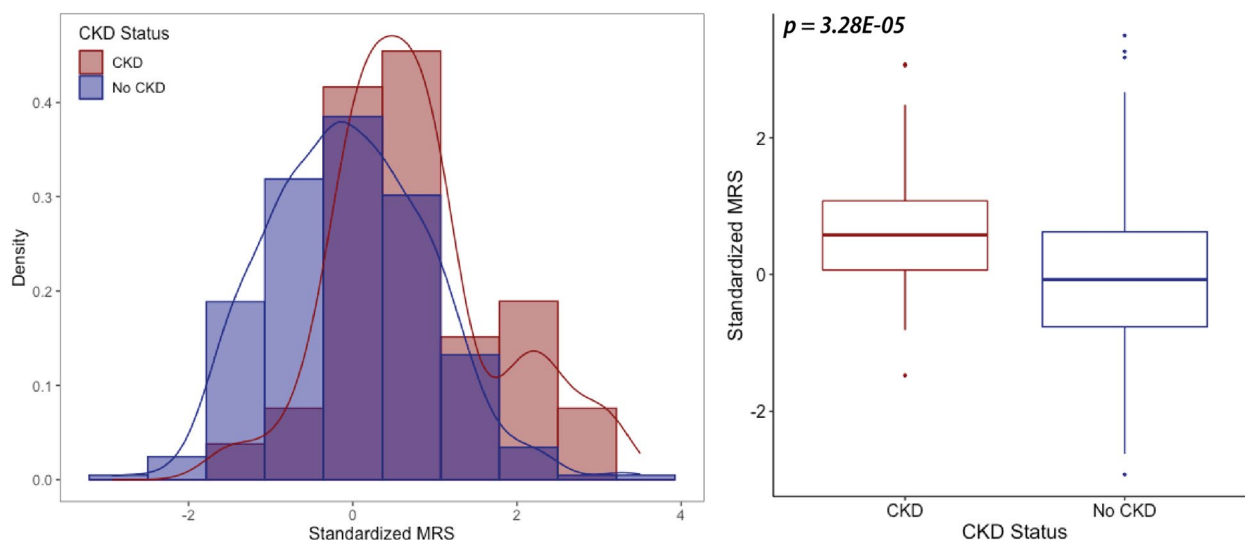 CKD Status
CKD
No CKD
0.4
0.3
0.2
0.1
0.0
Density
-2
0
2
4
Standardized MRS
p = 3.28E-05
2
0
-2
Standardized MRS
CKD
No CKD
CKD Status